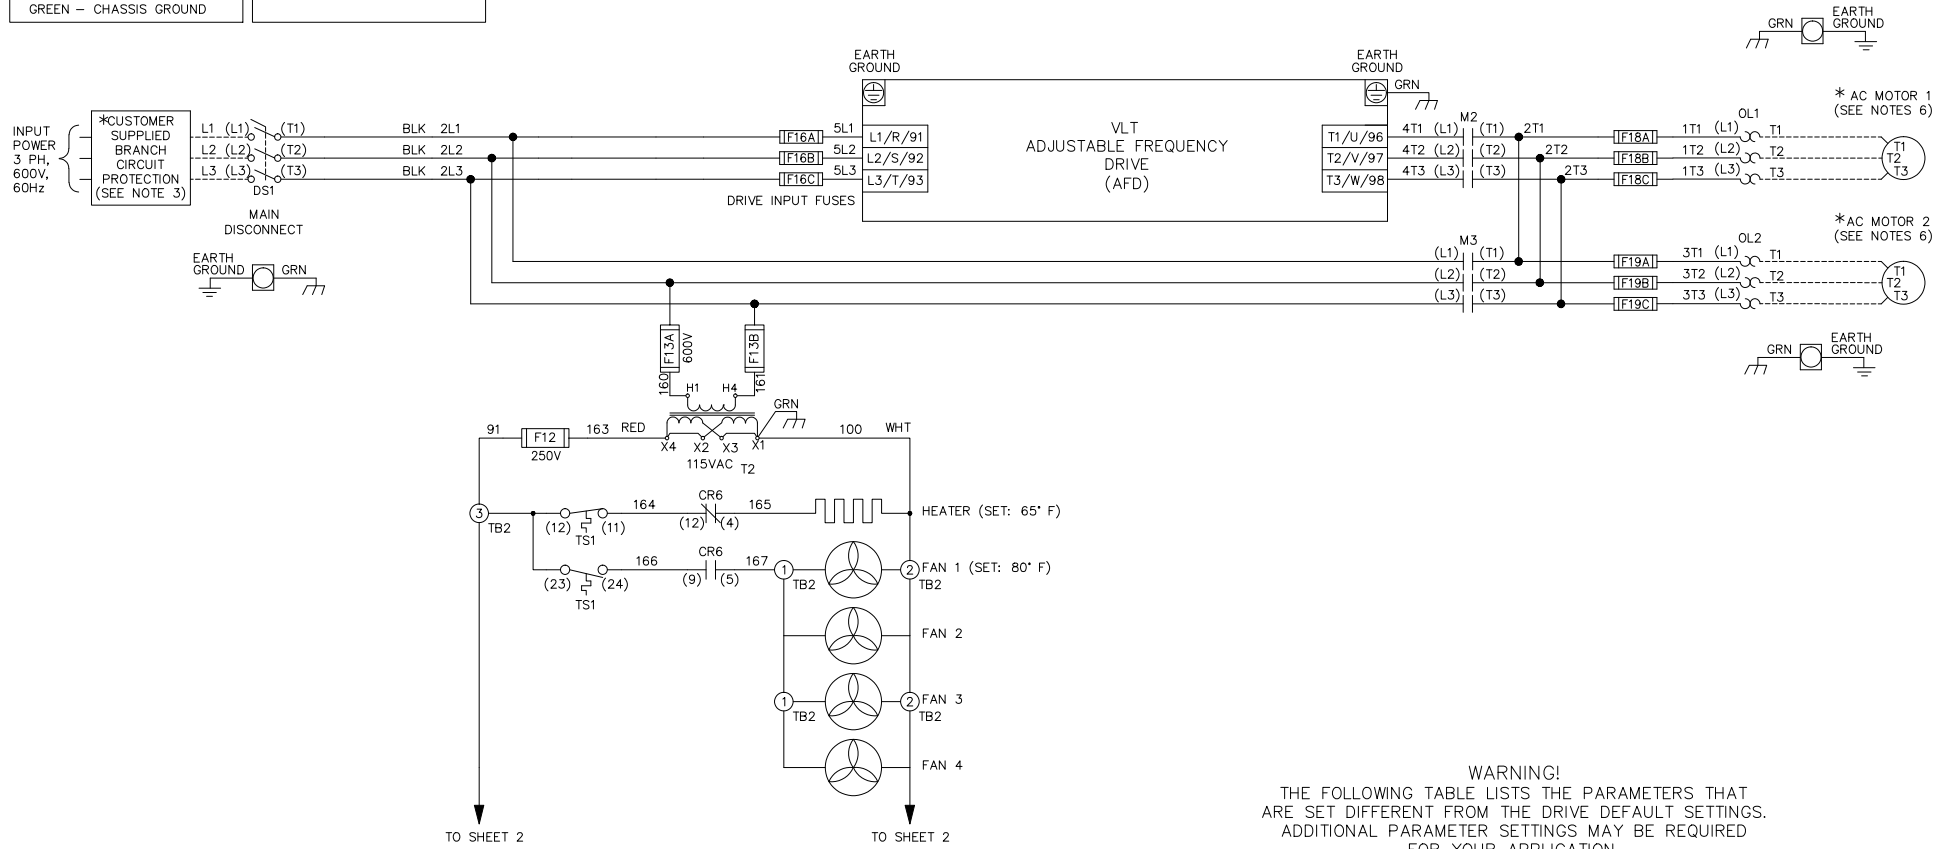 GREEN – CHASSIS GROUND
GRN
EARTH
GROUND
EARTH
GROUND
EARTH
GROUND
GRN
INPUT
POWER
3 PH,
600V,
60Hz
*CUSTOMER
SUPPLIED
BRANCH
CIRCUIT
PROTECTION
(SEE NOTE 3)
L1 (L1) (T1)
L2 (L2) (T2)
L3 (L3) (T3)
DS1
MAIN
DISCONNECT
BLK 2L1
BLK 2L2
BLK 2L3
F16A 5L1 L1/R/91
F16B 5L2 L2/S/92
F16C 5L3 L3/T/93
DRIVE INPUT FUSES
VLT
ADJUSTABLE FREQUENCY
DRIVE
(AFD)
T1/U/96 4T1 (L1) M2 (T1) 2T1
T2/V/97 4T2 (L2) (T2) 2T2
T3/W/98 4T3 (L3) (T3) 2T3
F18A 1T1 (L1) OL1 T1
F18B 1T2 (L2) T2
F18C 1T3 (L3) T3
* AC MOTOR 1
(SEE NOTES 6)
T1
T2
T3
EARTH
GROUND
GRN
M3
(L1) (T1)
(L2) (T2)
(L3) (T3)
F19A 3T1 (L1) OL2 T1
F19B 3T2 (L2) T2
F19C 3T3 (L3) T3
*AC MOTOR 2
(SEE NOTES 6)
T1
T2
T3
GRN
EARTH
GROUND
F13A
600V
F13B
160
H1 H4
161
GRN
91 F12 163 RED
250V
X4 X2 X3 X1
115VAC T2
100 WHT
3
TB2
(12) TS1 (11)
164
CR6
(12) (4)
165
HEATER (SET: 65° F)
(23) TS1 (24)
166
CR6
(9) (5)
167
1
TB2
2
TB2
FAN 1 (SET: 80° F)
FAN 2
1
TB2
2
TB2
FAN 3
FAN 4
TO SHEET 2
TO SHEET 2
WARNING!
THE FOLLOWING TABLE LISTS THE PARAMETERS THAT
ARE SET DIFFERENT FROM THE DRIVE DEFAULT SETTINGS.
ADDITIONAL PARAMETER SETTINGS MAY BE REQUIRED
FOR YOUR APPLICATION